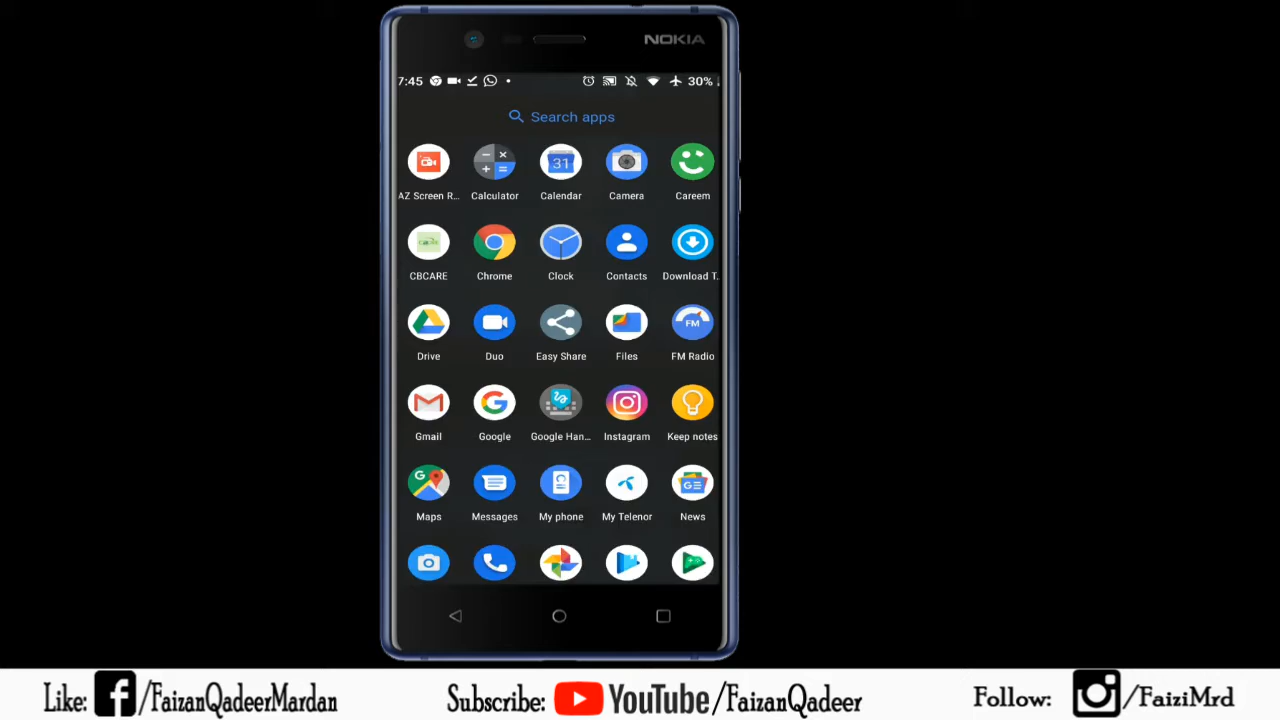 NOKIA
7:45 30%
Search apps
31
AZ Screen R... Calculator Calendar Camera Careem
CBCARE Chrome Clock Contacts Download T.
FM
Drive Duo Easy Share Files FM Radio
Gmail Google Google Han... Instagram Keep notes
G
Maps Messages My phone My Telenor News
Like: f/FaizanQadeerMardan Subscribe: YouTube/FaizanQadeer Follow: /FaiziMrd